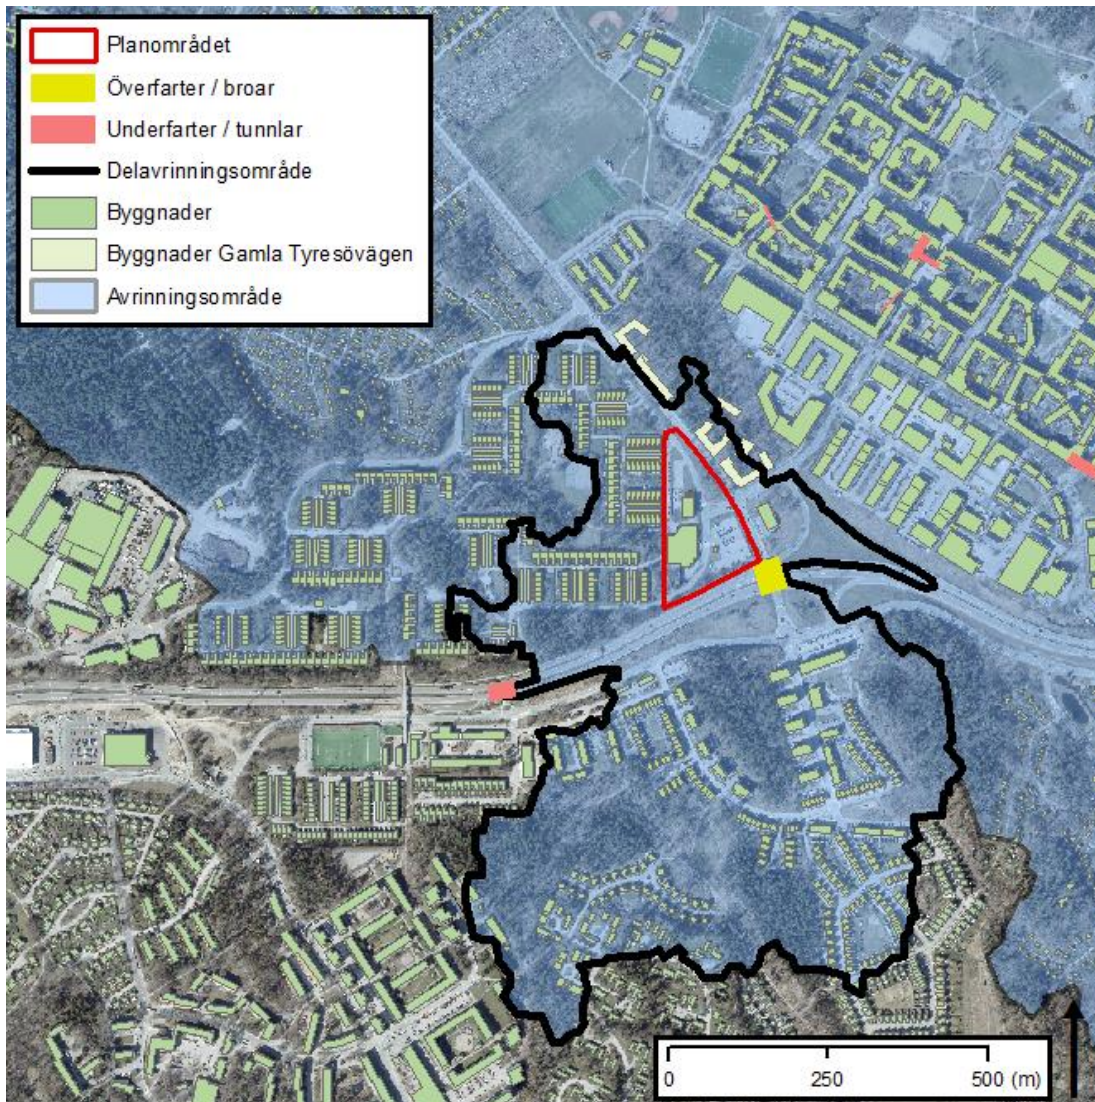 Planområdet
Överfarter / broar
Underfarter / tunnlar
Delavrinningsområde
Byggnader
Byggnader Gamla Tyresövägen
Avrinningsområde
0 250 500 (m)